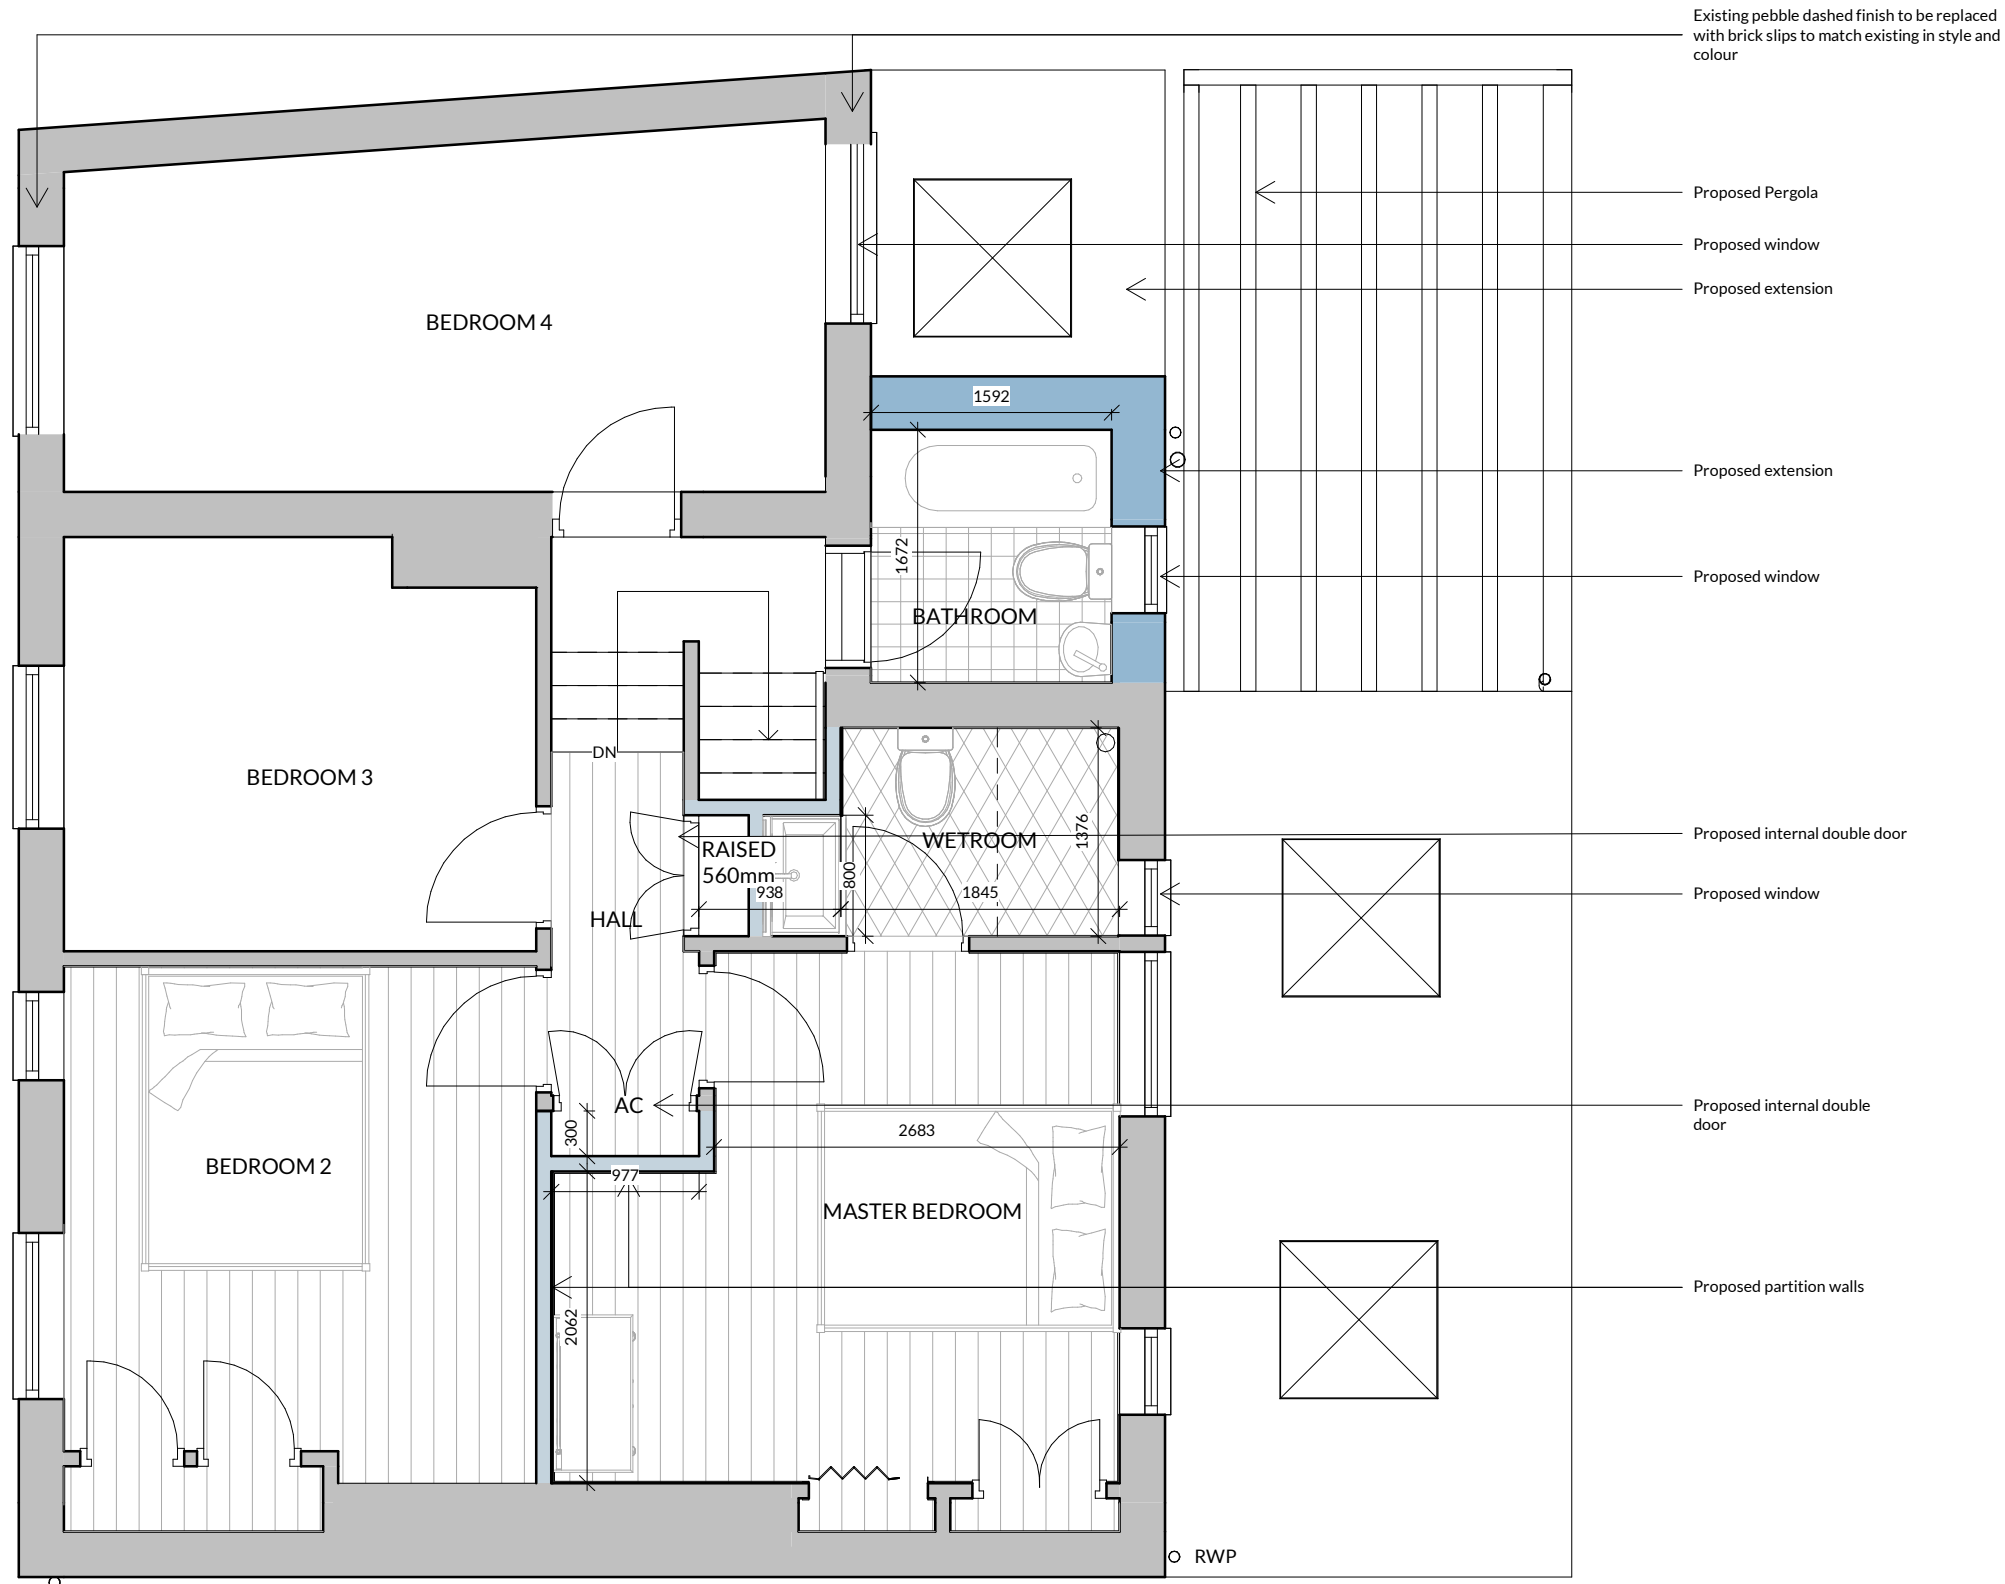 Existing pebble dashed finish to be replaced
with brick slips to match existing in style and
colour
Proposed Pergola
Proposed window
Proposed extension
BEDROOM 4
1592
Proposed extension
1672
Proposed window
BATHROOM
DN
BEDROOM 3
Proposed internal double door
WETROOM
1376
RAISED
560mm
938
800
1845
Proposed window
HALL
AC
Proposed internal double
door
300
2683
977
BEDROOM 2
MASTER BEDROOM
Proposed partition walls
2062
RWP